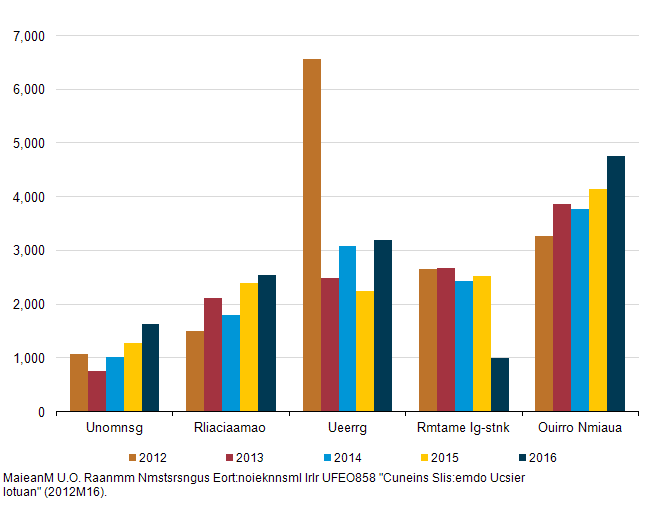 7,000
6,000
5,000
4,000
3,000
2,000
1,000
0
Unomnsg Rliaciaamao Ueerrg Rmtame Ig-stnk Ouirro Nmiaua
2012 2013 2014 2015 2016
MaieanM U.O. Raanmm Nmstsrsngus Eort:noieknnsml Irlr UFEO858 "Cuneins Slis:emdo Ucsier
Iotuan" (2012M16).